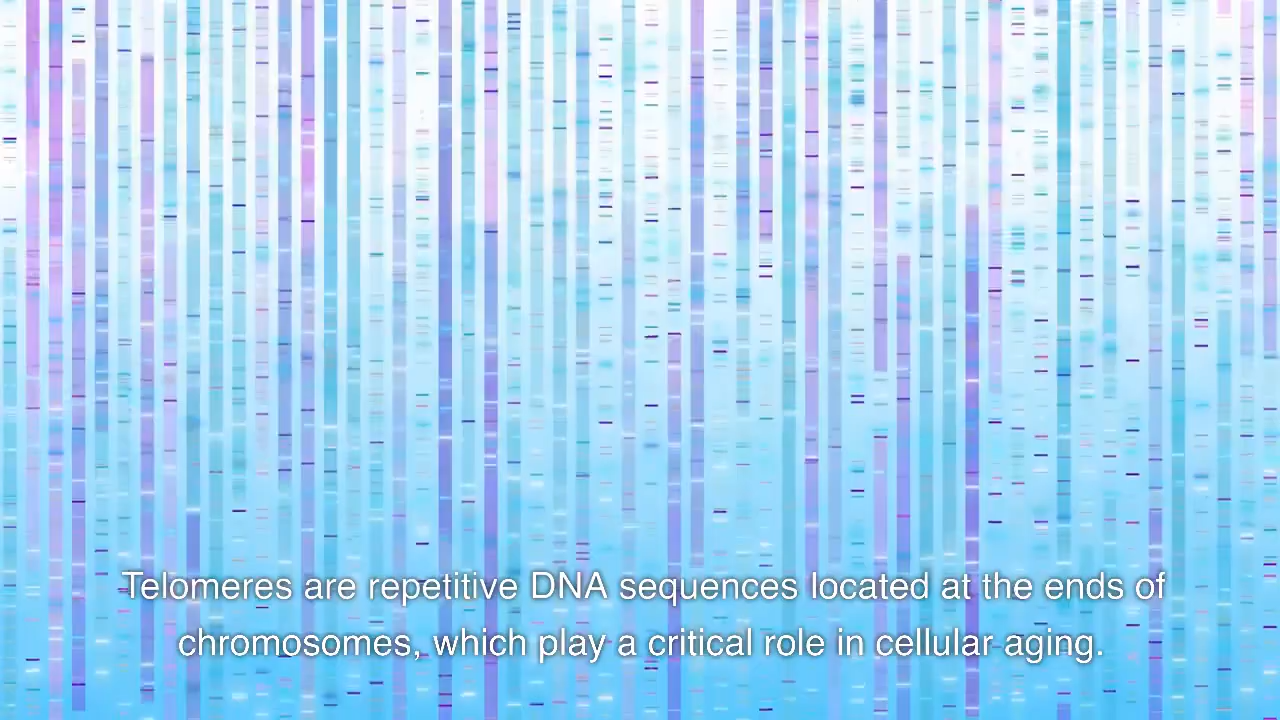 Telomeres are repetitive DNA sequences located at the ends of
chromosomes, which play a critical role in cellular aging.